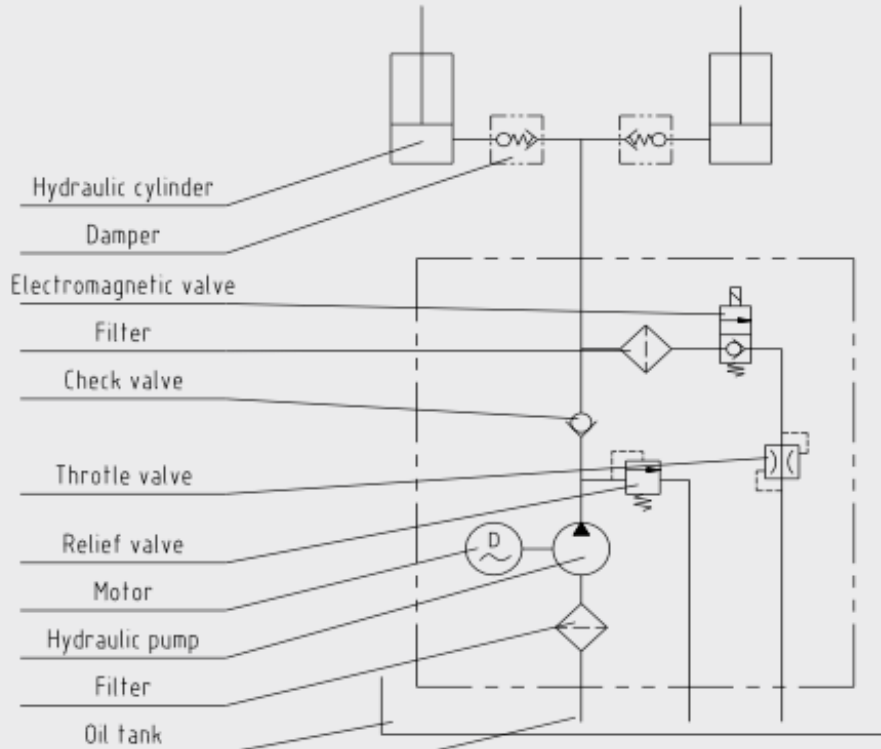 Hydraulic cylinder
Damper
Electromagnetic valve
Filter
Check valve
Throtle valve
Relief valve
D
Motor
Hydraulic pump
Filter
Oil tank